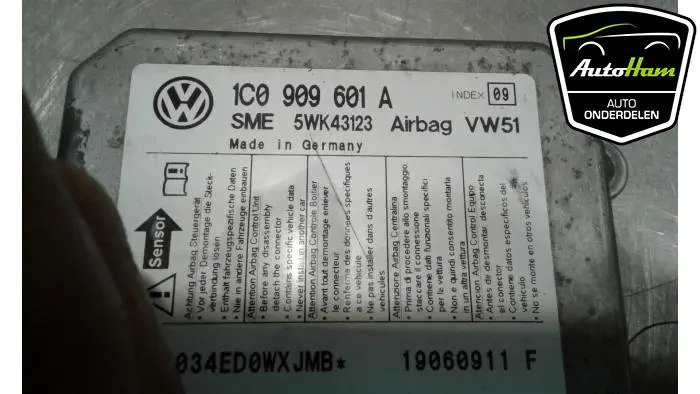 1C0 909 601 A
INDEX 09
SME 5WK43123 Airbag VW51
Made in Germany
Sensor
Achtung Airbag Steuergerät
• Vor jeder Demontage die Steck-
verbindung lösen
• Enthält fahrzeugspezifische Daten
• Nie in andere Fahrzeuge einbauen
Attention Airbag Control Unit
• Before any disassembly
detach the connector
• Contains specific vehicle data
• Never install in another car
Attention Airbag Controle Boitier
• Avant tout démontage enlever
le connecteur
• Renferme des données spécifiques
a ce véhicule
• Ne pas installer dans d'autres
véhicules
Attenzione Airbag Centralina
• Prima di procedere allo smontaggio
staccare il connessione
• Contiene dati funzionali specifici
per la vettura
• Non e quindi consentito montarla
in un altra vettura
Atencion Airbag Control Equipo
• Antes de desmontar desconecta
el conector
• Contiene datos específicos del
vehículo
• No se monte en otros vehículos
034ED0WXJMB*
19060911 F
AutoHam
AUTO
ONDERDELEN